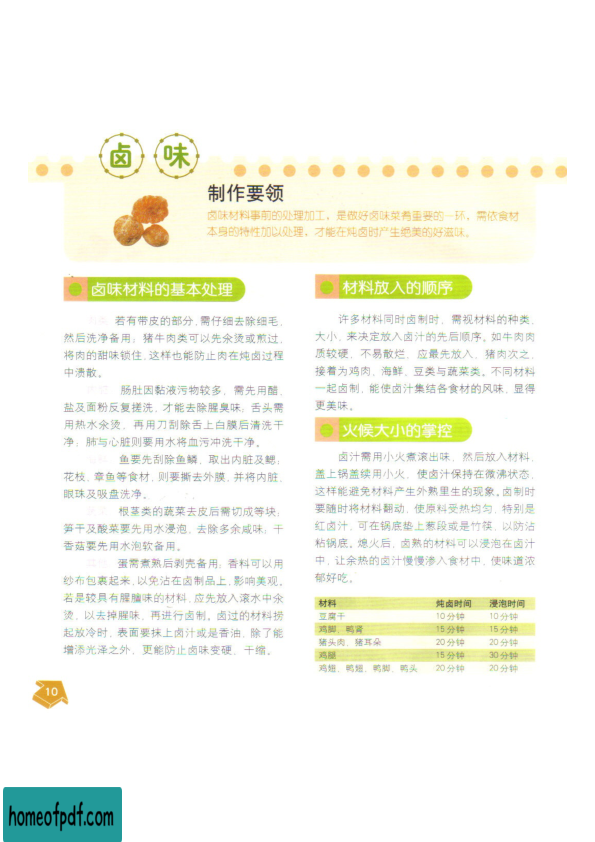 卤味
制作要领
卤味材料事前的处理加工，是做好卤味菜肴重要的一环，需依食材
本身的特性加以处理，才能在炖卤时产生绝美的好滋味。
卤味材料的基本处理
若有带皮的部分，需仔细去除细毛，
然后洗净备用；猪牛肉类可以先汆烫或煎过，
将肉的甜味锁住，这样也能防止肉在炖卤过程
中溃散。
肠肚因黏液污物较多，需先用醋、
盐及面粉反复搓洗，才能去除腥臭味；舌头需
用热水汆烫，再用刀刮除舌上白膜后清洗干
净，肺与心脏则要用水将血污冲洗干净。
鱼要先刮除鱼鳞，取出内脏及鳃；
花枝、章鱼等食材，则要撕去外膜，并将内脏、
眼珠及吸盘洗净。
根茎类的蔬菜去皮后需切成等块；
笋干及酸菜要先用水浸泡，去除多余咸味；干
香菇要先用水泡软备用。
蛋需煮熟后剥壳备用；香料可以用
纱布包裹起来，以免沾在卤制品上，影响美观。
若是较具有腥膻味的材料，应先放入滚水中汆
烫，以去掉腥味，再进行卤制。卤过的材料捞
起放冷时，表面要抹上卤汁或是香油，除了能
增添光泽之外，更能防止卤味变硬、干缩。
材料放入的顺序
许多材料同时卤制时，需视材料的种类、
大小，来决定放入卤汁的先后顺序。如牛肉肉
质较硬，不易散烂，应最先放入，猪肉次之，
接着为鸡肉、海鲜、豆类与蔬菜类。不同材料
一起卤制，能使卤汁集结各食材的风味，显得
更美味。
火候大小的掌控
卤汁需用小火煮滚出味，然后放入材料，
盖上锅盖续用小火，使卤汁保持在微沸状态，
这样能避免材料产生外熟里生的现象。卤制时
要随时将材料翻动，使原料受热均匀，特别是
红卤汁，可在锅底垫上葱段或是竹筷，以防沾
粘锅底。熄火后，卤熟的材料可以浸泡在卤汁
中，让余热的卤汁慢慢渗入食材中，使味道浓
郁好吃。
材料 炖卤时间 浸泡时间
豆腐干 10分钟 10分钟
鸡脚、鸭肾 15分钟 15分钟
猪头肉、猪耳朵 20分钟 20分钟
鸡腿 15分钟 30分钟
鸡翅、鸭翅、鸭脚、鸭头 20分钟 20分钟
10
homeofpdf.com